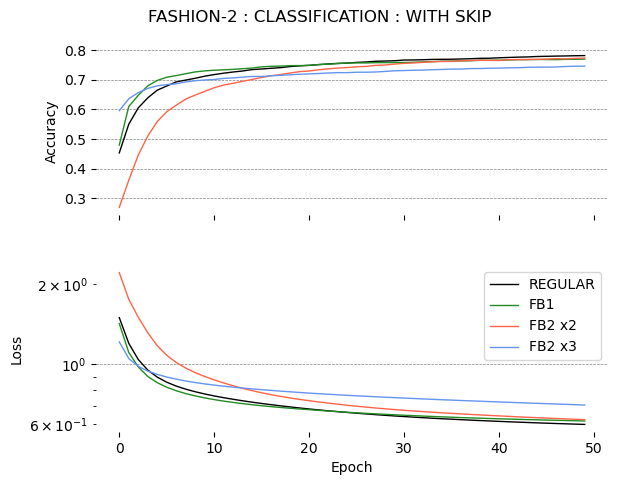 FASHION-2 : CLASSIFICATION : WITH SKIP
0.8
0.7
0.6
0.5
0.4
0.3
Accuracy
2 × 10⁰
10⁰
6 × 10⁻¹
Loss
REGULAR
FB1
FB2 x2
FB2 x3
0 10 20 30 40 50
Epoch